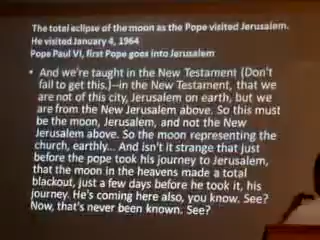 The total eclipse of the moon as the Pope visited Jerusalem.
He visited January 4, 1964
Pope Paul VI, first Pope goes into Jerusalem
• And we're taught in the New Testament (Don't
fail to get this.)–in the New Testament, that we
are not of this city, Jerusalem on earth, but we
are from the New Jerusalem above. So this must
be the moon, Jerusalem, and not the New
Jerusalem above. So the moon representing the
church, earthly... And isn't it strange that just
before the pope took his journey to Jerusalem,
that the moon in the heavens made a total
blackout, just a few days before he took it, his
journey. He's coming here also, you know. See?
Now, that's never been known. See?